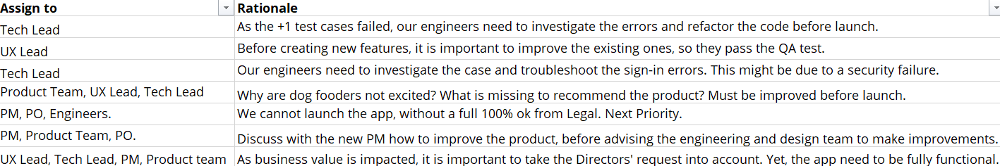 Assign to Rationale
Tech Lead As the +1 test cases failed, our engineers need to investigate the errors and refactor the code before launch.
UX Lead Before creating new features, it is important to improve the existing ones, so they pass the QA test.
Tech Lead Our engineers need to investigate the case and troubleshoot the sign-in errors. This might be due to a security failure.
Product Team, UX Lead, Tech Lead Why are dog fooders not excited? What is missing to recommend the product? Must be improved before launch.
PM, PO, Engineers. We cannot launch the app, without a full 100% ok from Legal. Next Priority.
PM, Product Team, PO. Discuss with the new PM how to improve the product, before advising the engineering and design team to make improvements.
UX Lead, Tech Lead, PM, Product team As business value is impacted, it is important to take the Directors' request into account. Yet, the app need to be fully functional.